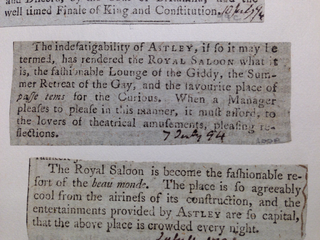 well timed Finale of King and Constitution.
The indefatigability of ASTLEY, if so it may be
termed, has rendered the ROYAL SALOON what it
is, the fashionable Lounge of the Giddy, the Sum-
mer Retreat of the Gay, and the favourite place of
passe tems for the Curious. When a Manager
pleases to please in this manner, it must afford, to
the lovers of theatrical amusements, pleasing re-
flections.
7 July 94
The Royal Saloon is become the fashionable re-
sort of the beau monde. The place is so agreeably
cool from the airiness of its construction, and the
entertainments provided by ASTLEY are so capital,
that the above place is crowded every night.